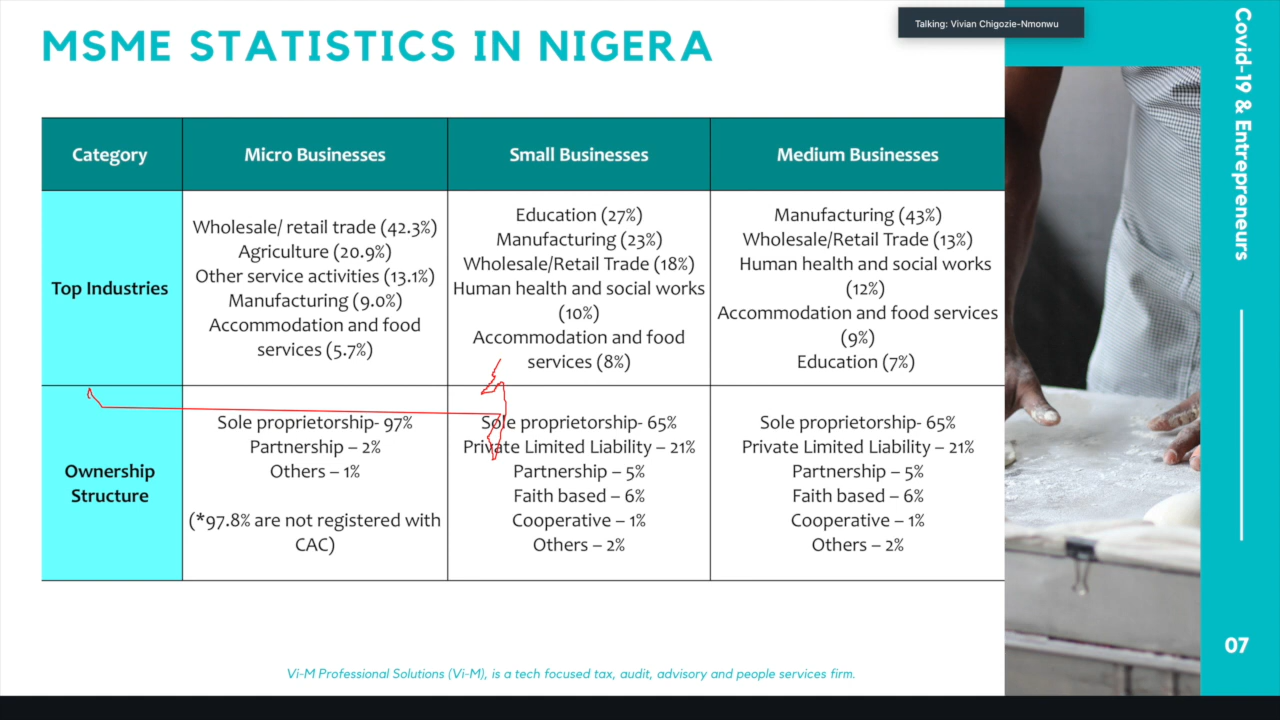 MSME STATISTICS IN NIGERA
Talking: Vivian Chigozie-Nmonwu
Covid-19 & Entrepreneurs
Category
Micro Businesses
Small Businesses
Medium Businesses
Top Industries
Wholesale/ retail trade (42.3%)
Agriculture (20.9%)
Other service activities (13.1%)
Manufacturing (9.0%)
Accommodation and food
services (5.7%)
Education (27%)
Manufacturing (23%)
Wholesale/Retail Trade (18%)
Human health and social works
(10%)
Accommodation and food
services (8%)
Manufacturing (43%)
Wholesale/Retail Trade (13%)
Human health and social works
(12%)
Accommodation and food services
(9%)
Education (7%)
Ownership
Structure
Sole proprietorship- 97%
Partnership – 2%
Others – 1%
(*97.8% are not registered with
CAC)
Sole proprietorship- 65%
Private Limited Liability – 21%
Partnership – 5%
Faith based – 6%
Cooperative – 1%
Others – 2%
Sole proprietorship- 65%
Private Limited Liability – 21%
Partnership – 5%
Faith based – 6%
Cooperative – 1%
Others – 2%
07
Vi-M Professional Solutions (Vi-M), is a tech focused tax, audit, advisory and people services firm.